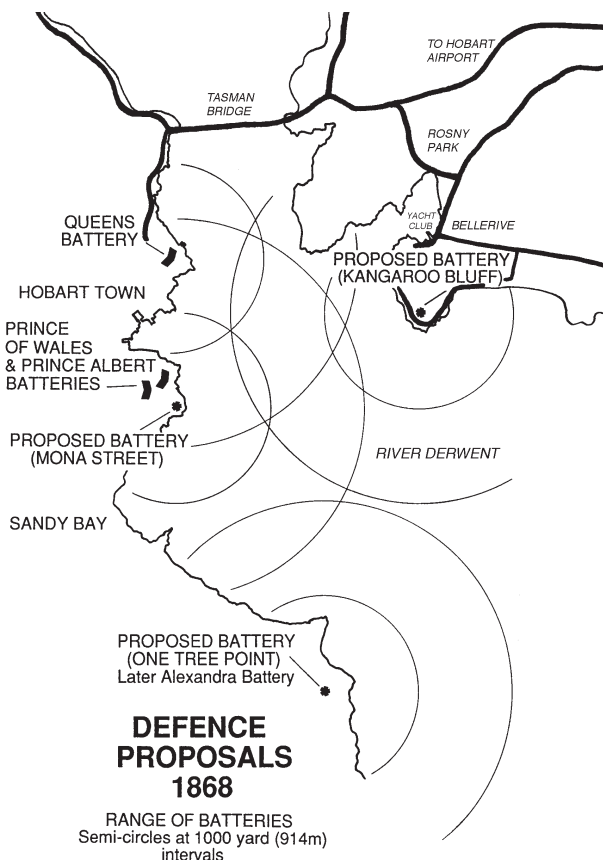 TO HOBART
AIRPORT
TASMAN
BRIDGE
ROSNY
PARK
YACHT
CLUB
BELLERIVE
QUEENS
BATTERY
PROPOSED BATTERY
(KANGAROO BLUFF)
HOBART TOWN
PRINCE
OF WALES
& PRINCE ALBERT
BATTERIES
PROPOSED BATTERY
(MONA STREET)
RIVER DERWENT
SANDY BAY
PROPOSED BATTERY
(ONE TREE POINT)
Later Alexandra Battery
DEFENCE
PROPOSALS
1868
RANGE OF BATTERIES
Semi-circles at 1000 yard (914m)
intervals